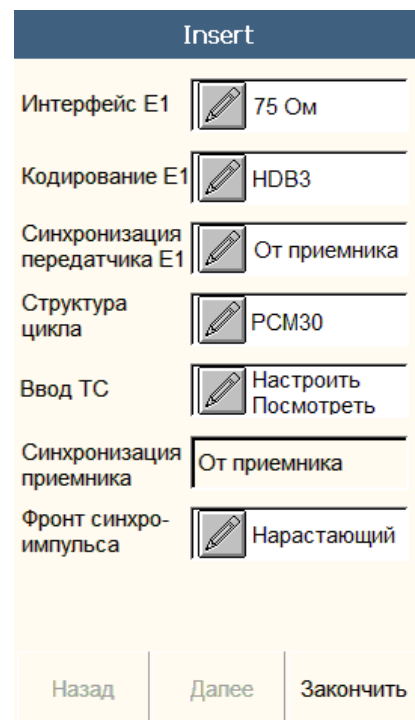 Insert
Интерфейс E1 75 Ом
Кодирование E1 HDB3
Синхронизация
передатчика E1 От приемника
Структура
цикла PCM30
Ввод ТС Настроить
Посмотреть
Синхронизация
приемника От приемника
Фронт синхро-
импульса Нарастающий
Назад Далее Закончить